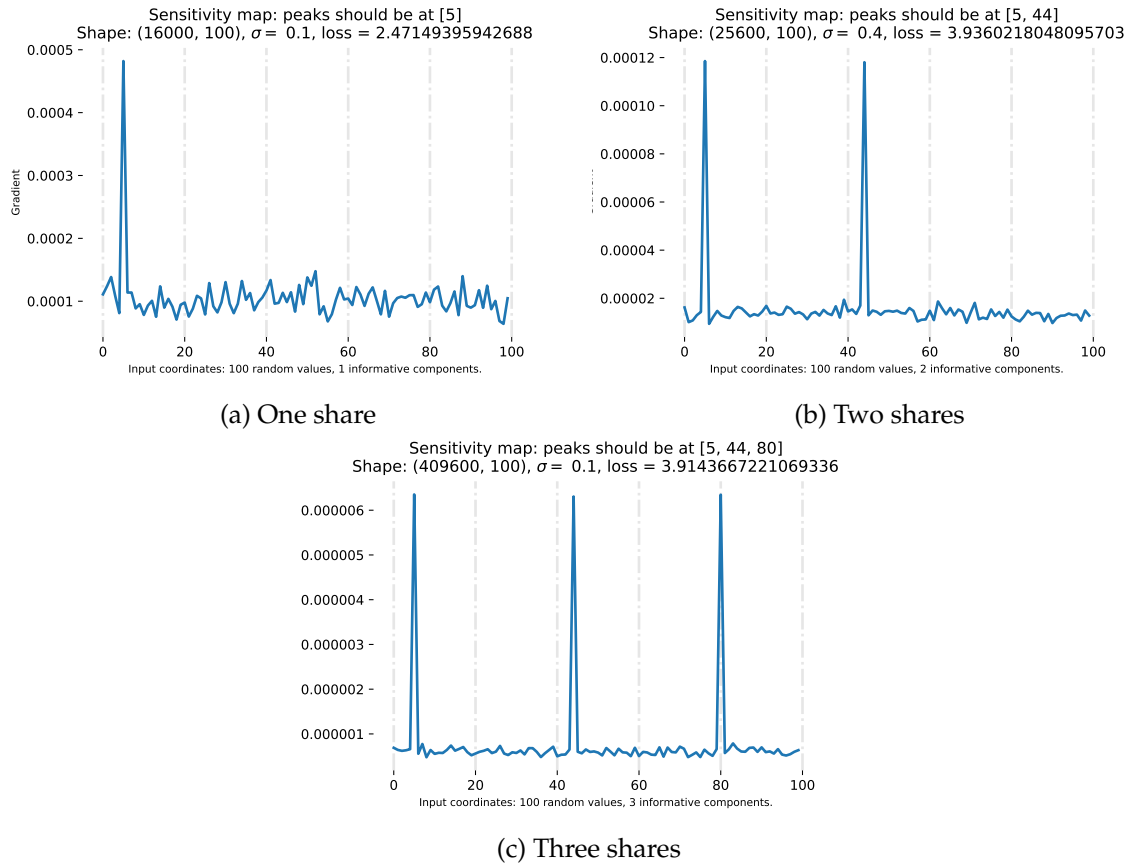 Sensitivity map: peaks should be at [5]
Shape: (16000, 100), σ = 0.1, loss = 2.47149395942688
0.0005
0.0004
0.0003
0.0002
0.0001
Gradient
0 20 40 60 80 100
Input coordinates: 100 random values, 1 informative components.
(a) One share
Sensitivity map: peaks should be at [5, 44]
Shape: (25600, 100), σ = 0.4, loss = 3.9360218048095703
0.00012
0.00010
0.00008
0.00006
0.00004
0.00002
0 20 40 60 80 100
Input coordinates: 100 random values, 2 informative components.
(b) Two shares
Sensitivity map: peaks should be at [5, 44, 80]
Shape: (409600, 100), σ = 0.1, loss = 3.9143667221069336
0.000006
0.000005
0.000004
0.000003
0.000002
0.000001
0 20 40 60 80 100
Input coordinates: 100 random values, 3 informative components.
(c) Three shares